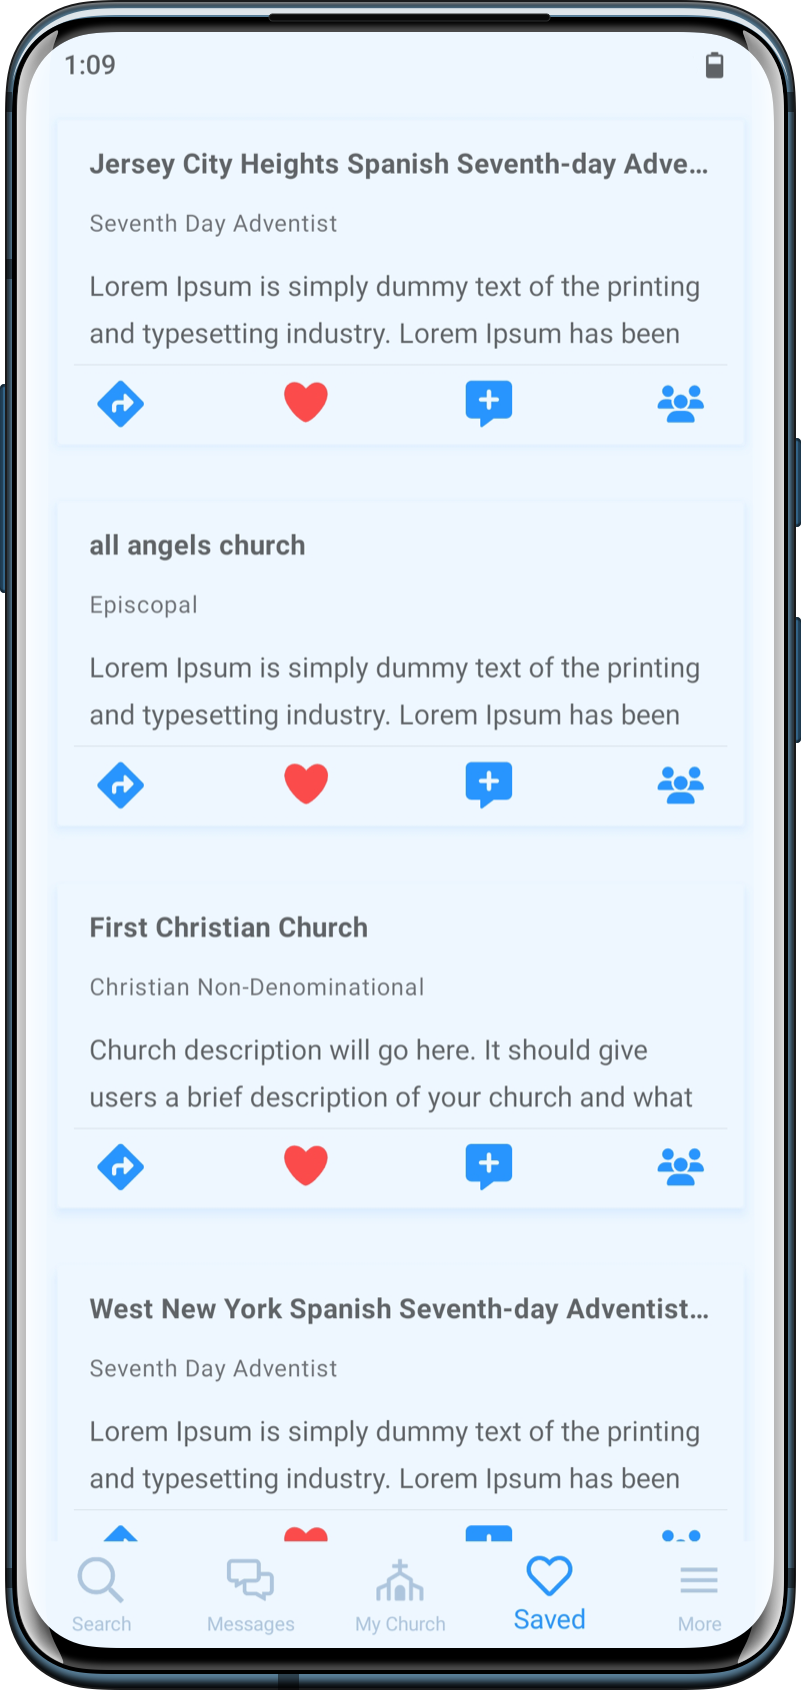 1:09
Jersey City Heights Spanish Seventh-day Adve...
Seventh Day Adventist
Lorem Ipsum is simply dummy text of the printing
and typesetting industry. Lorem Ipsum has been
all angels church
Episcopal
Lorem Ipsum is simply dummy text of the printing
and typesetting industry. Lorem Ipsum has been
First Christian Church
Christian Non-Denominational
Church description will go here. It should give
users a brief description of your church and what
West New York Spanish Seventh-day Adventist...
Seventh Day Adventist
Lorem Ipsum is simply dummy text of the printing
and typesetting industry. Lorem Ipsum has been
Search
Messages
My Church
Saved
More